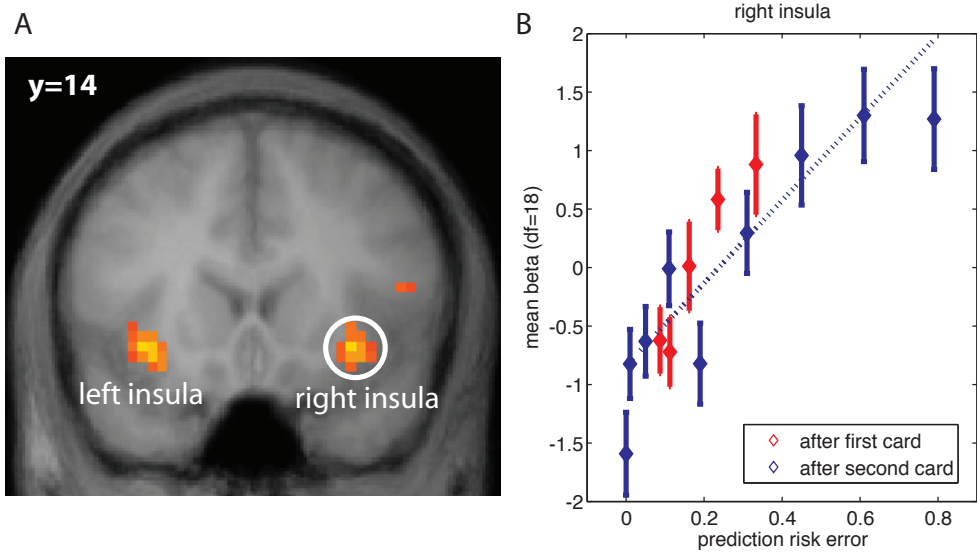 A
y=14
left insula
right insula
B
right insula
mean beta (df=18)
2
1.5
1
0.5
0
-0.5
-1
-1.5
-2
0
0.2
0.4
0.6
0.8
prediction risk error
after first card
after second card